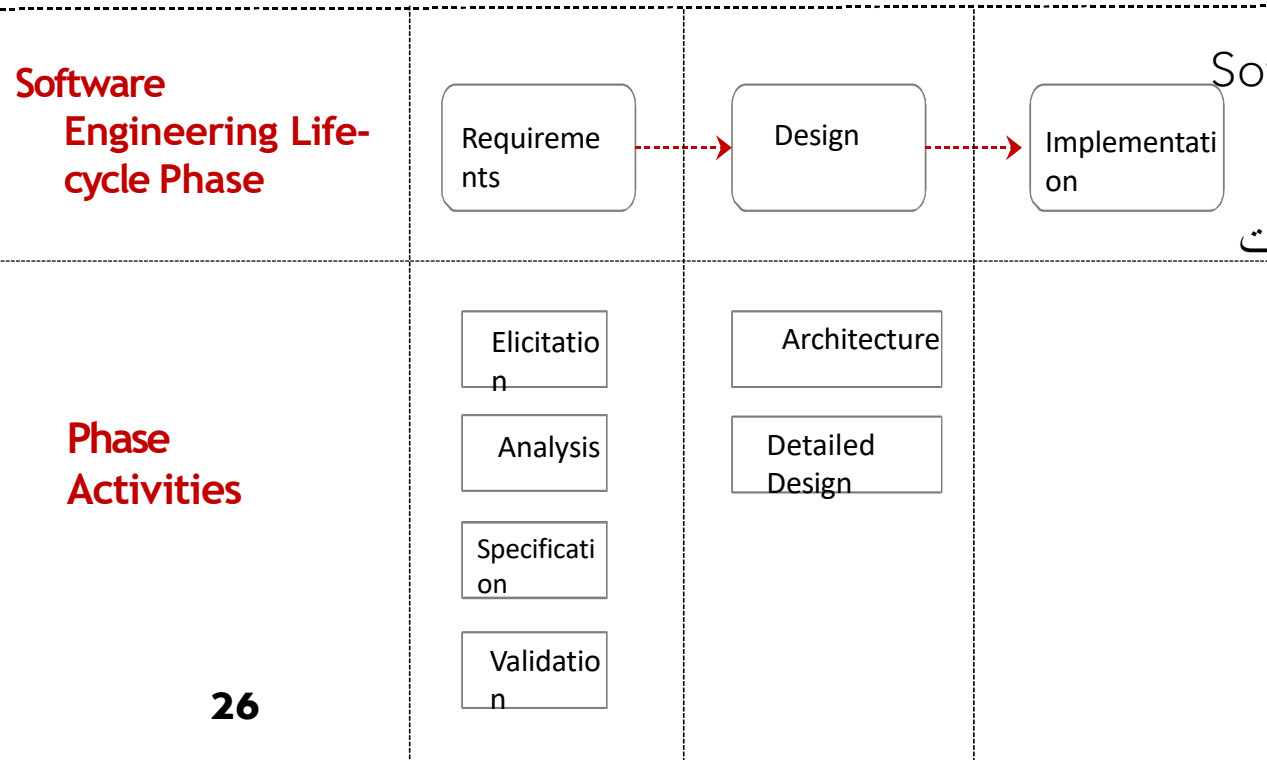 Software
Engineering Life-
cycle Phase
Requireme
nts
Design
Implementati
on
So
Phase
Activities
Elicitatio
n
Analysis
Specificati
on
Validatio
n
Architecture
Detailed
Design
26